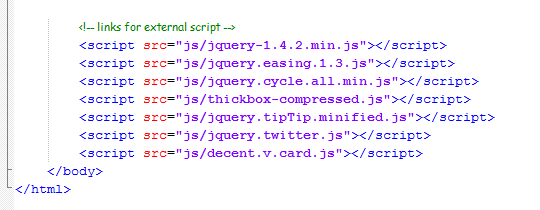 <!-- links for external script -->
<script src="js/jquery-1.4.2.min.js"></script>
<script src="js/jquery.easing.1.3.js"></script>
<script src="js/jquery.cycle.all.min.js"></script>
<script src="js/thickbox-compressed.js"></script>
<script src="js/jquery.tipTip.minified.js"></script>
<script src="js/jquery.twitter.js"></script>
<script src="js/decent.v.card.js"></script>
</body>
</html>